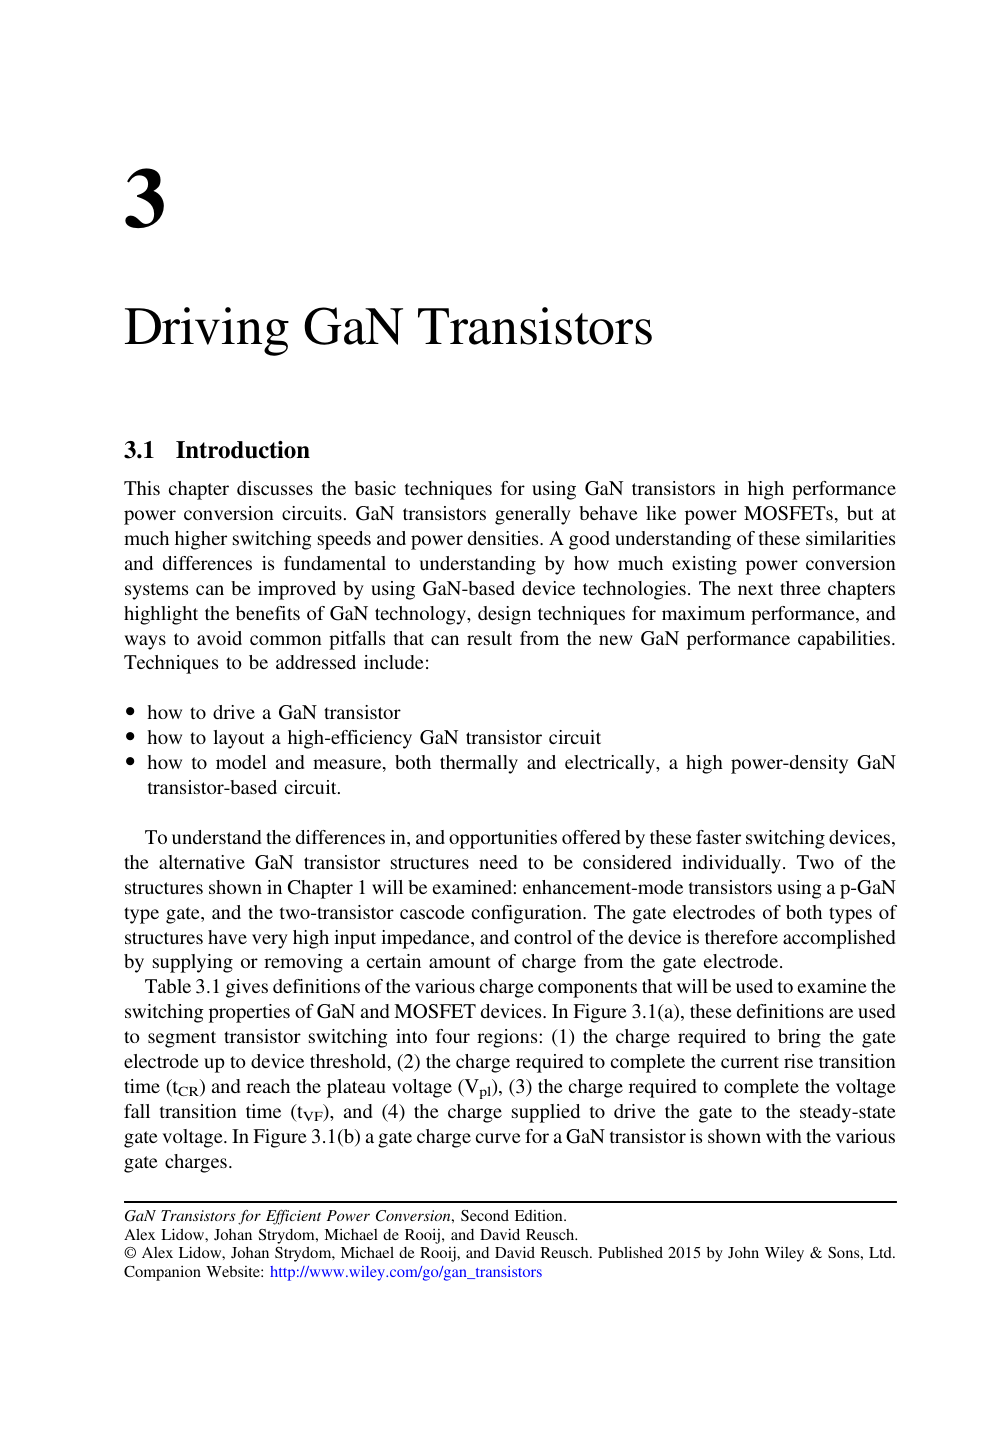 3
Driving GaN Transistors
3.1 Introduction
This chapter discusses the basic techniques for using GaN transistors in high performance
power conversion circuits. GaN transistors generally behave like power MOSFETs, but at
much higher switching speeds and power densities. A good understanding of these similarities
and differences is fundamental to understanding by how much existing power conversion
systems can be improved by using GaN-based device technologies. The next three chapters
highlight the benefits of GaN technology, design techniques for maximum performance, and
ways to avoid common pitfalls that can result from the new GaN performance capabilities.
Techniques to be addressed include:
• how to drive a GaN transistor
• how to layout a high-efficiency GaN transistor circuit
• how to model and measure, both thermally and electrically, a high power-density GaN
transistor-based circuit.
To understand the differences in, and opportunities offered by these faster switching devices,
the alternative GaN transistor structures need to be considered individually. Two of the
structures shown in Chapter 1 will be examined: enhancement-mode transistors using a p-GaN
type gate, and the two-transistor cascode configuration. The gate electrodes of both types of
structures have very high input impedance, and control of the device is therefore accomplished
by supplying or removing a certain amount of charge from the gate electrode.
Table 3.1 gives definitions of the various charge components that will be used to examine the
switching properties of GaN and MOSFET devices. In Figure 3.1(a), these definitions are used
to segment transistor switching into four regions: (1) the charge required to bring the gate
electrode up to device threshold, (2) the charge required to complete the current rise transition
time (tCR) and reach the plateau voltage (Vpl), (3) the charge required to complete the voltage
fall transition time (tVF), and (4) the charge supplied to drive the gate to the steady-state
gate voltage. In Figure 3.1(b) a gate charge curve for a GaN transistor is shown with the various
gate charges.
GaN Transistors for Efficient Power Conversion, Second Edition.
Alex Lidow, Johan Strydom, Michael de Rooij, and David Reusch.
© Alex Lidow, Johan Strydom, Michael de Rooij, and David Reusch. Published 2015 by John Wiley & Sons, Ltd.
Companion Website: http://www.wiley.com/go/gan_transistors